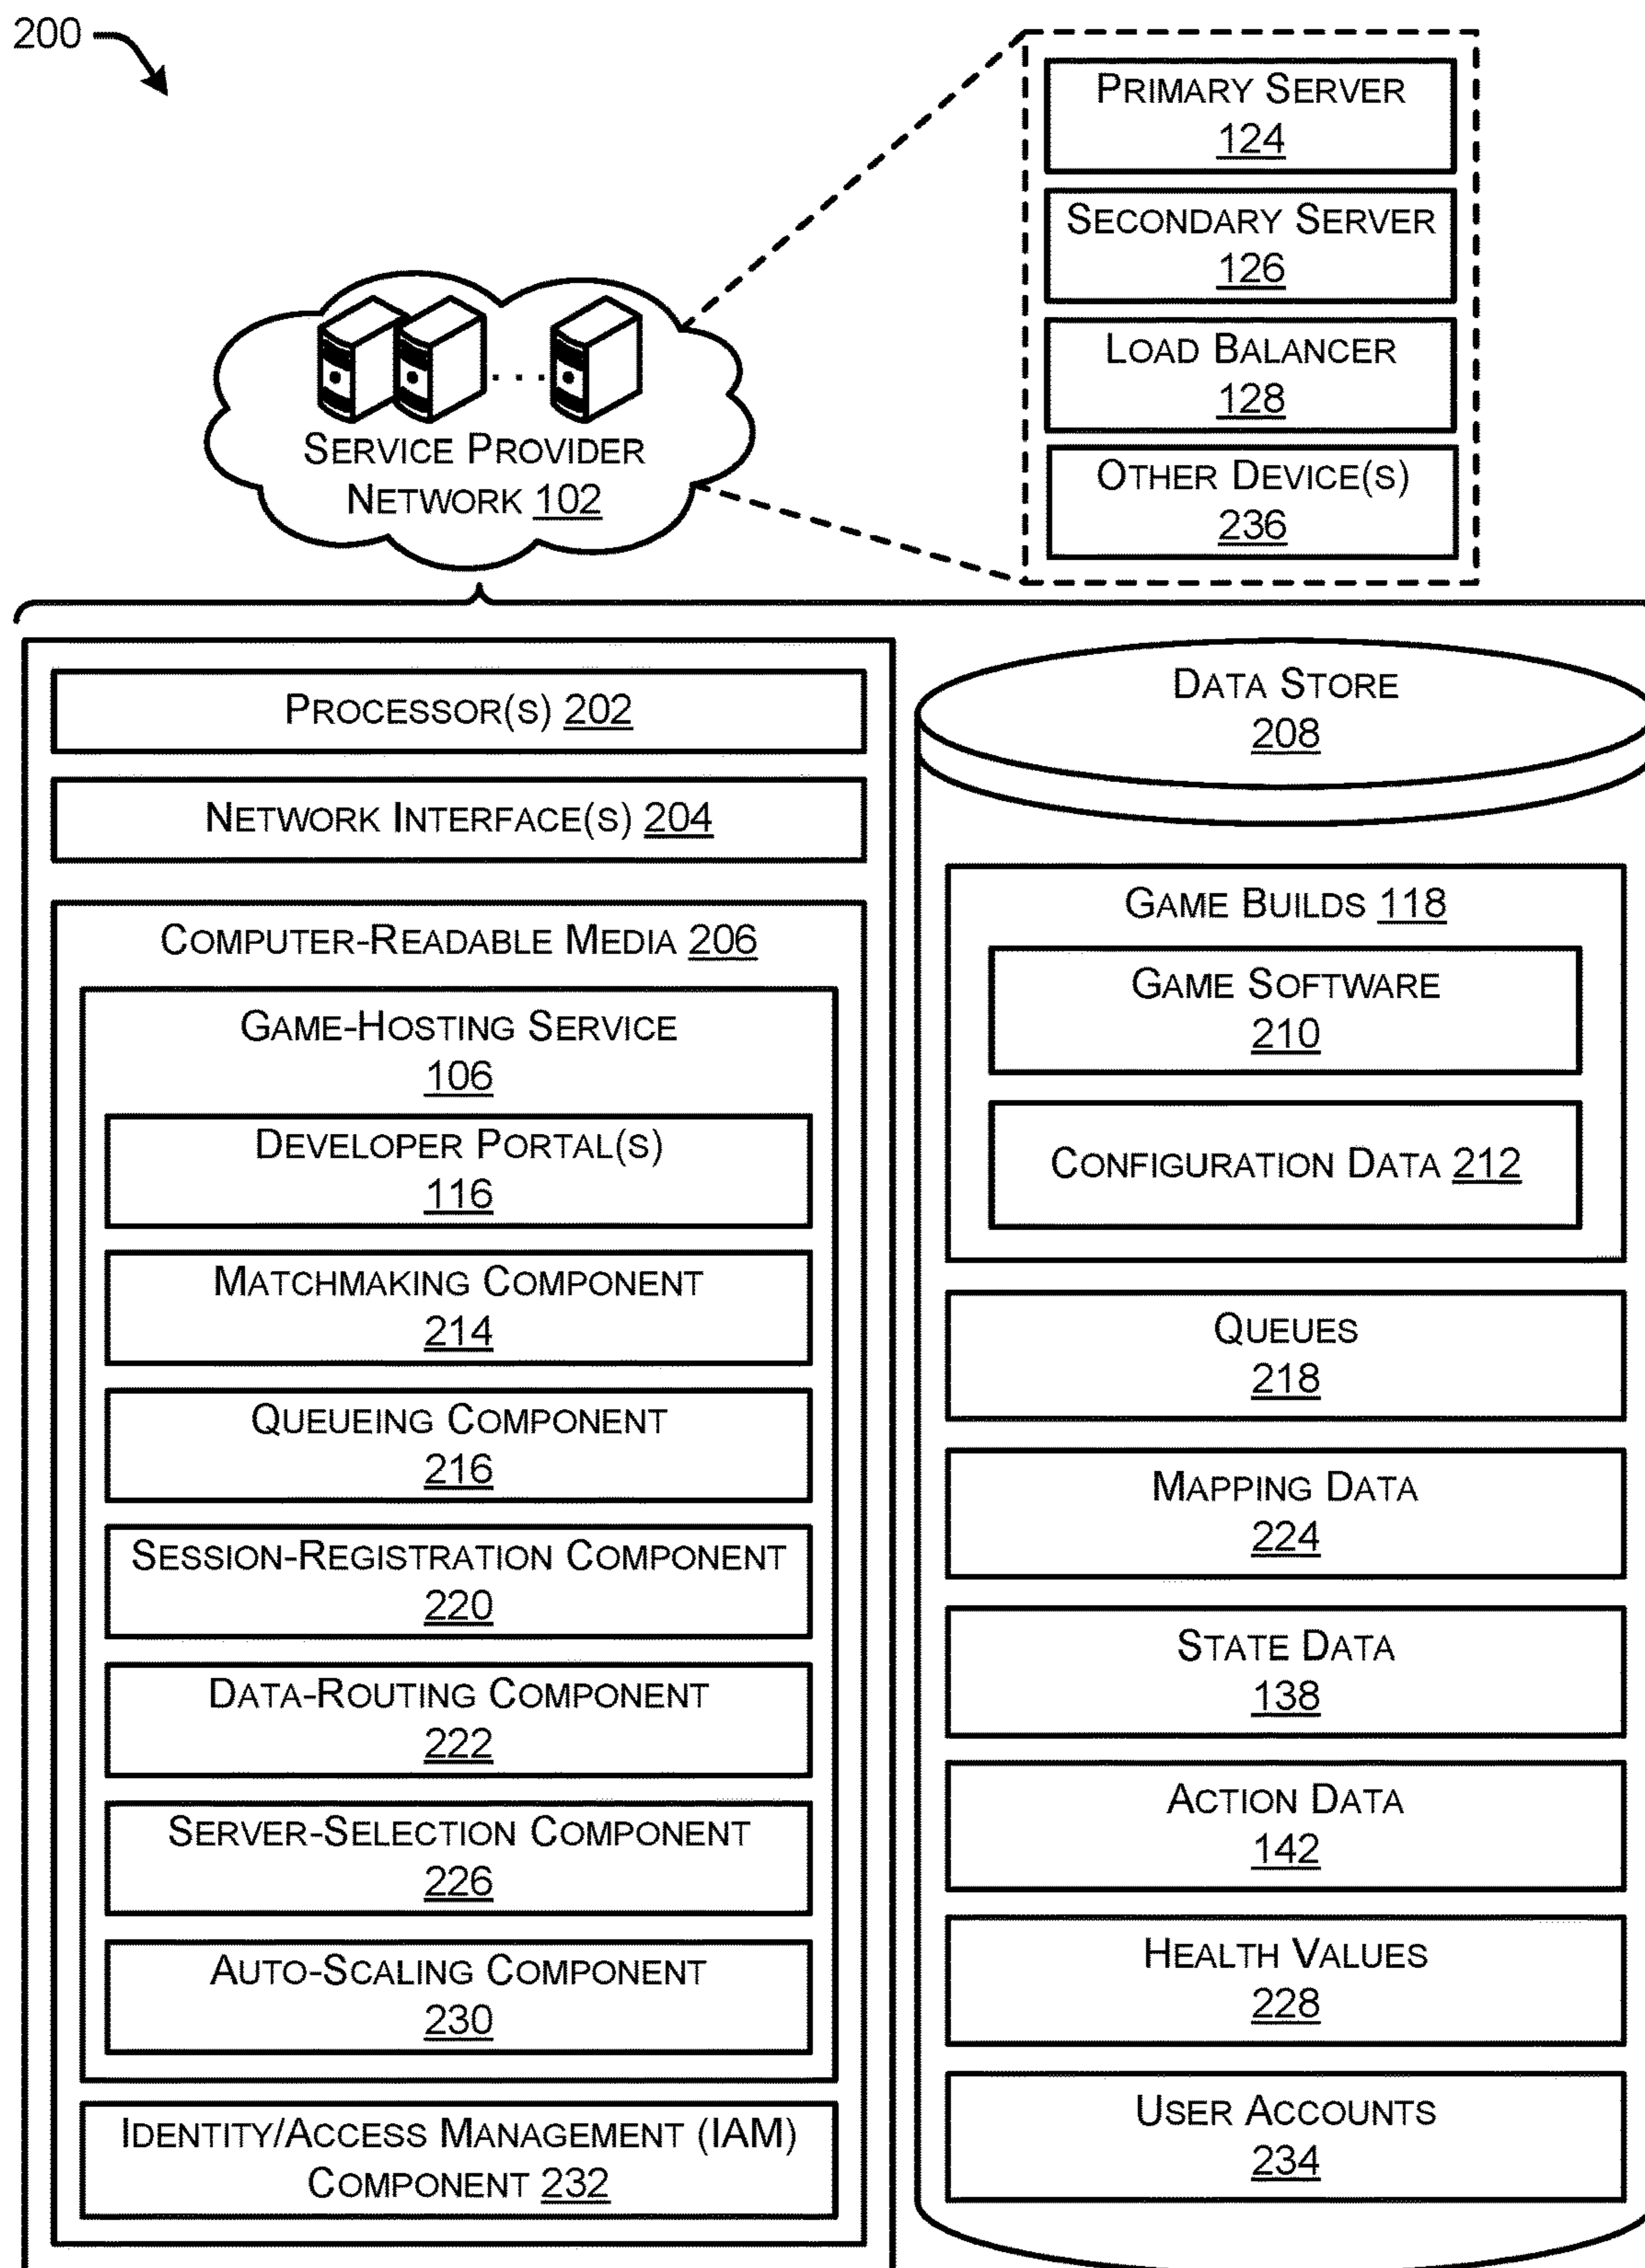 200
PRIMARY SERVER
124
SECONDARY SERVER
126
LOAD BALANCER
128
OTHER DEVICE(S)
236
SERVICE PROVIDER
NETWORK 102
PROCESSOR(S) 202
NETWORK INTERFACE(S) 204
COMPUTER-READABLE MEDIA 206
GAME-HOSTING SERVICE
106
DEVELOPER PORTAL(S)
116
MATCHMAKING COMPONENT
214
QUEUEING COMPONENT
216
SESSION-REGISTRATION COMPONENT
220
DATA-ROUTING COMPONENT
222
SERVER-SELECTION COMPONENT
226
AUTO-SCALING COMPONENT
230
IDENTITY/ACCESS MANAGEMENT (IAM)
COMPONENT 232
DATA STORE
208
GAME BUILDS 118
GAME SOFTWARE
210
CONFIGURATION DATA 212
QUEUES
218
MAPPING DATA
224
STATE DATA
138
ACTION DATA
142
HEALTH VALUES
228
USER ACCOUNTS
234